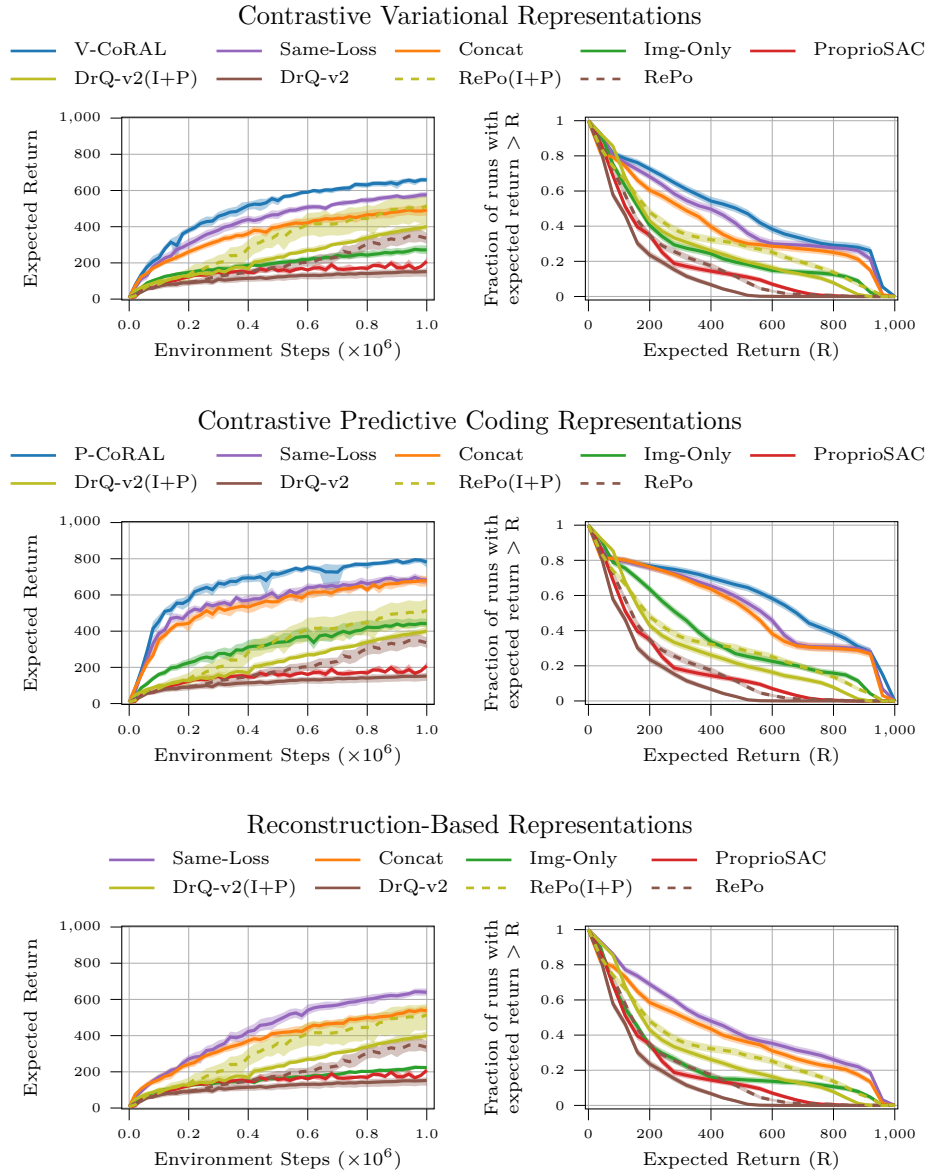 Contrastive Variational Representations
V-CoRAL Same-Loss Concat Img-Only ProprioSAC
DrQ-v2(I+P) DrQ-v2 RePo(I+P) RePo
Expected Return
1,000
800
600
400
200
0
0.0 0.2 0.4 0.6 0.8 1.0
Environment Steps (×10⁶)
Fraction of runs with
expected return > R
1
0.8
0.6
0.4
0.2
0
0 200 400 600 800 1,000
Expected Return (R)
Contrastive Predictive Coding Representations
P-CoRAL Same-Loss Concat Img-Only ProprioSAC
DrQ-v2(I+P) DrQ-v2 RePo(I+P) RePo
Expected Return
1,000
800
600
400
200
0
0.0 0.2 0.4 0.6 0.8 1.0
Environment Steps (×10⁶)
Fraction of runs with
expected return > R
1
0.8
0.6
0.4
0.2
0
0 200 400 600 800 1,000
Expected Return (R)
Reconstruction-Based Representations
Same-Loss Concat Img-Only ProprioSAC
DrQ-v2(I+P) DrQ-v2 RePo(I+P) RePo
Expected Return
1,000
800
600
400
200
0
0.0 0.2 0.4 0.6 0.8 1.0
Environment Steps (×10⁶)
Fraction of runs with
expected return > R
1
0.8
0.6
0.4
0.2
0
0 200 400 600 800 1,000
Expected Return (R)